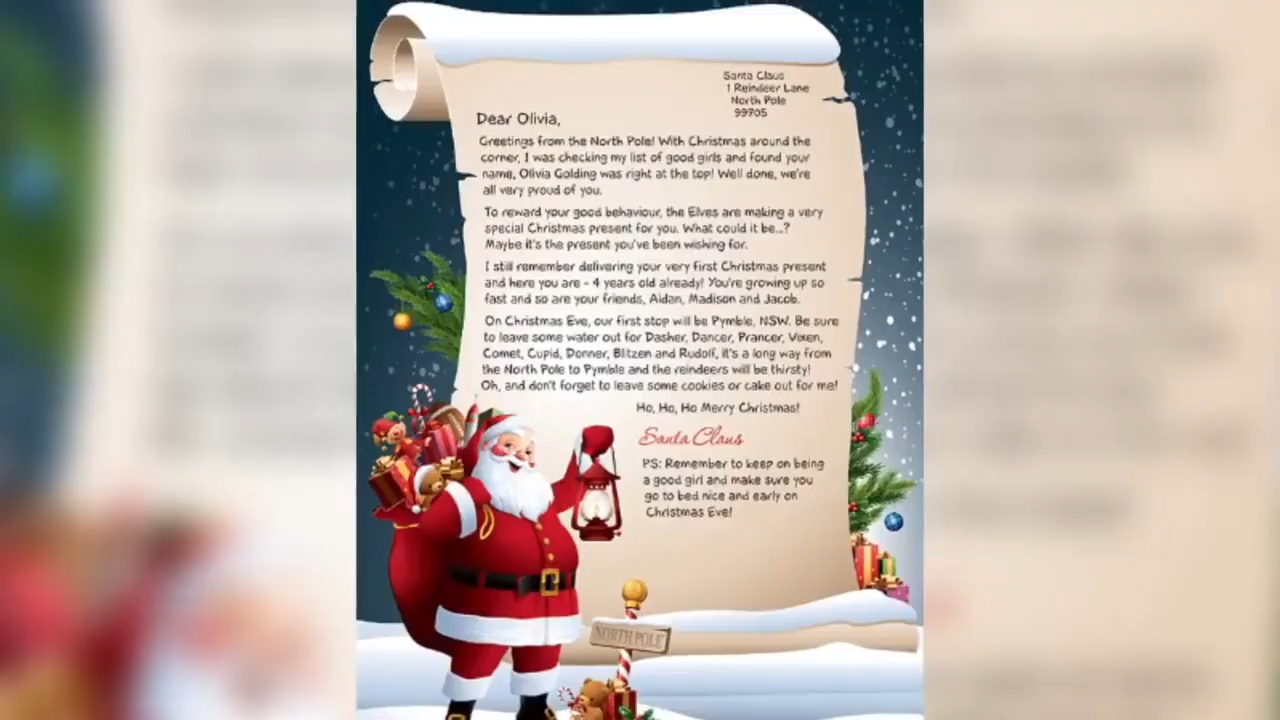 Santa Claus
1 Reindeer Lane
North Pole
99705
Dear Olivia,
Greetings from the North Pole! With Christmas around the
corner, I was checking my list of good girls and found your
name, Olivia Golding was right at the top! Well done, we're
all very proud of you.
To reward your good behaviour, the Elves are making a very
special Christmas present for you. What could it be...?
Maybe it's the present you've been wishing for.
I still remember delivering your very first Christmas present
and here you are - 4 years old already! You're growing up so
fast and so are your friends, Aidan, Madison and Jacob.
On Christmas Eve, our first stop will be Pymble, NSW. Be sure
to leave some water out for Dasher, Dancer, Prancer, Vixen,
Comet, Cupid, Donner, Blitzen and Rudolf, it's a long way from
the North Pole to Pymble and the reindeers will be thirsty!
Oh, and don't forget to leave some cookies or cake out for me!
Ho, Ho, Ho Merry Christmas!
Santa Claus
PS: Remember to keep on being
a good girl and make sure you
go to bed nice and early on
Christmas Eve!
NORTH POLE